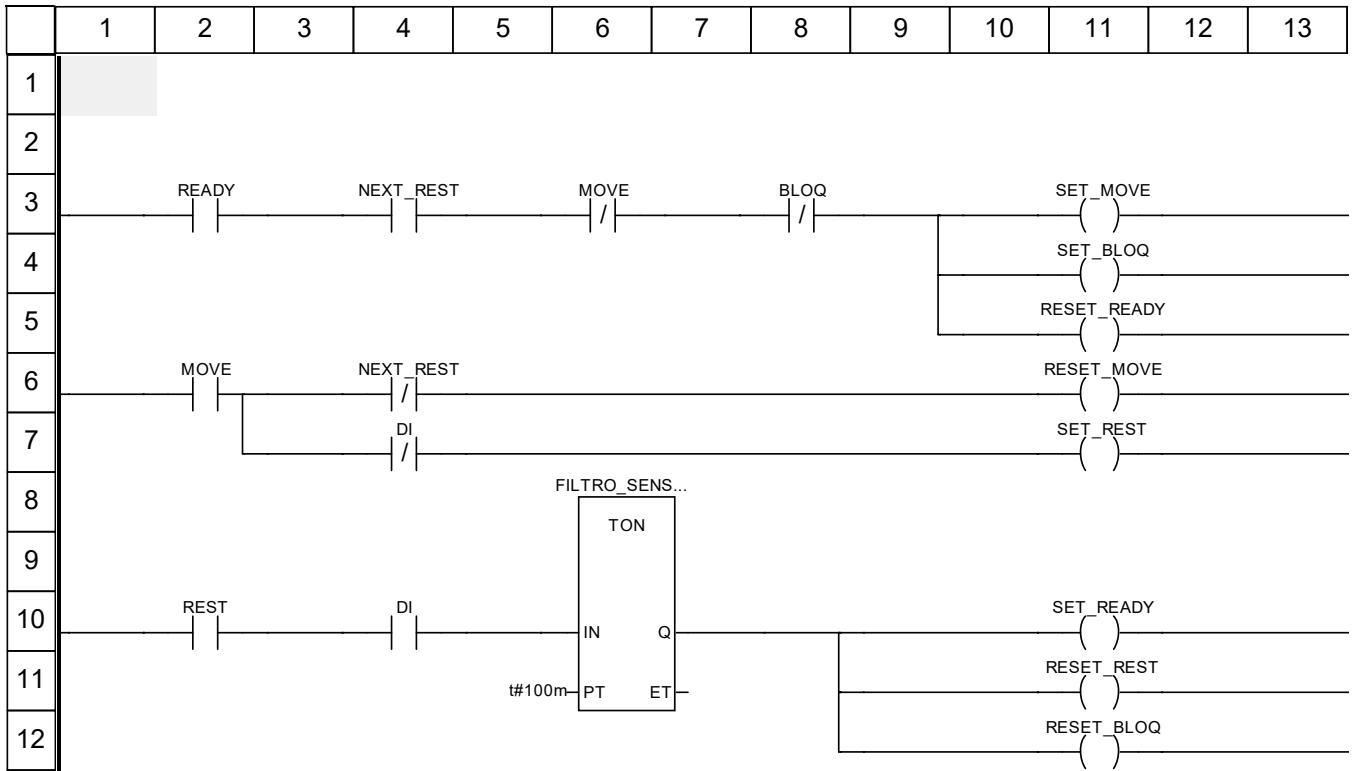 1 2 3 4 5 6 7 8 9 10 11 12 13
1
2
READY NEXT_REST MOVE BLOQ SET_MOVE
3 / /
SET_BLOQ
4
RESET_READY
5
MOVE NEXT_REST RESET_MOVE
6 /
DI SET_REST
7 /
FILTRO_SENS...
8
TON
9
REST DI SET_READY
10 IN Q
RESET_REST
11 t#100m PT ET
RESET_BLOQ
12